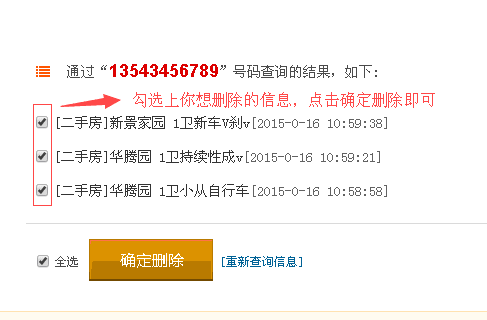 通过“13543456789”号码查询的结果，如下:
勾选上你想删除的信息，点击确定删除即可
[二手房]新景家园 1卫新车V刹v[2015-0-16 10:59:38]
[二手房]华腾园 1卫持续性成v[2015-0-16 10:59:21]
[二手房]华腾园 1卫小从自行车[2015-0-16 10:58:58]
全选 确定删除 [重新查询信息]